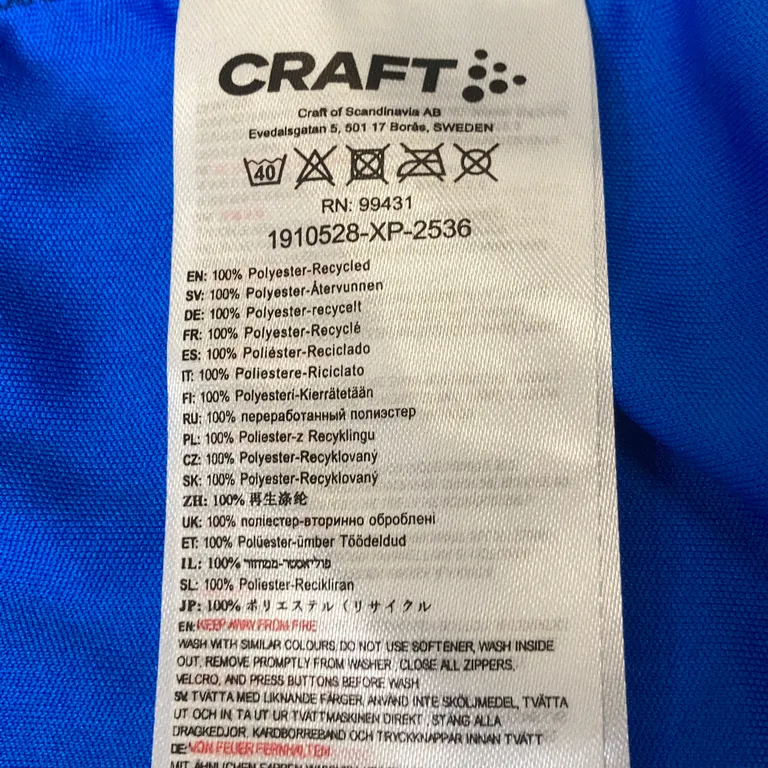 CRAFT
Craft of Scandinavia AB
Evedalsgatan 5, 501 17 Borås, SWEDEN
40
RN: 99431
1910528-XP-2536
EN: 100% Polyester-Recycled
SV: 100% Polyester-Återvunnen
DE: 100% Polyester-recycelt
FR: 100% Polyester-Recyclé
ES: 100% Poliéster-Reciclado
IT: 100% Poliestere-Riciclato
FI: 100% Polyesteri-Kierrätetään
RU: 100% переработанный полиэстер
PL: 100% Poliester-z Recyklingu
CZ: 100% Polyester-Recyklovaný
SK: 100% Polyester-Recyklovaný
ZH: 100% 再生涤纶
UK: 100% поліестер-вторинно оброблені
ET: 100% Polüester-ümber Töödeldud
IL: 100% פוליאסטר-ממחזור
SL: 100% Poliester-Recikliran
JP: 100% ポリエステル (リサイクル
EN: KEEP AWAY FROM FIRE
WASH WITH SIMILAR COLOURS, DO NOT USE SOFTENER, WASH INSIDE
OUT, REMOVE PROMPTLY FROM WASHER, CLOSE ALL ZIPPERS,
VELCRO, AND PRESS BUTTONS BEFORE WASH
SV: TVÄTTA MED LIKNANDE FÄRGER, ANVÄND INTE SKÖLJMEDEL, TVÄTTA
UT OCH IN, TA UT UR TVÄTTMASKINEN DIREKT, STÄNG ALLA
DRAGKEDJOR, KARDBORREBAND OCH TRYCKKNAPPAR INNAN TVÄTT
DE: VON FEUER FERNHALTEN
MIT ÄHNLICHEN FARBEN